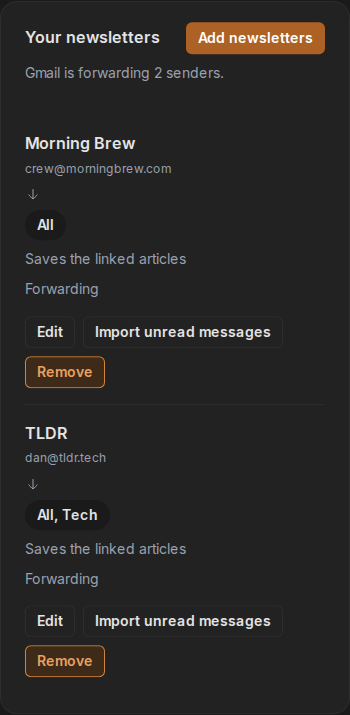 Your newsletters
Add newsletters
Gmail is forwarding 2 senders.
Morning Brew
crew@morningbrew.com
↓
All
Saves the linked articles
Forwarding
Edit
Import unread messages
Remove
TLDR
dan@tldr.tech
↓
All, Tech
Saves the linked articles
Forwarding
Edit
Import unread messages
Remove